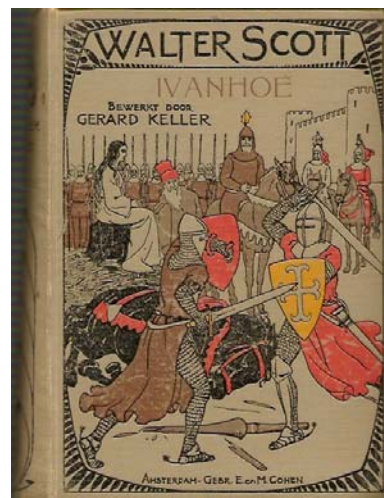 WALTER SCOTT
IVANHOE
BEWERKT DOOR
GERARD KELLER
AMSTERDAM-GEBR. E. EN M. COHEN